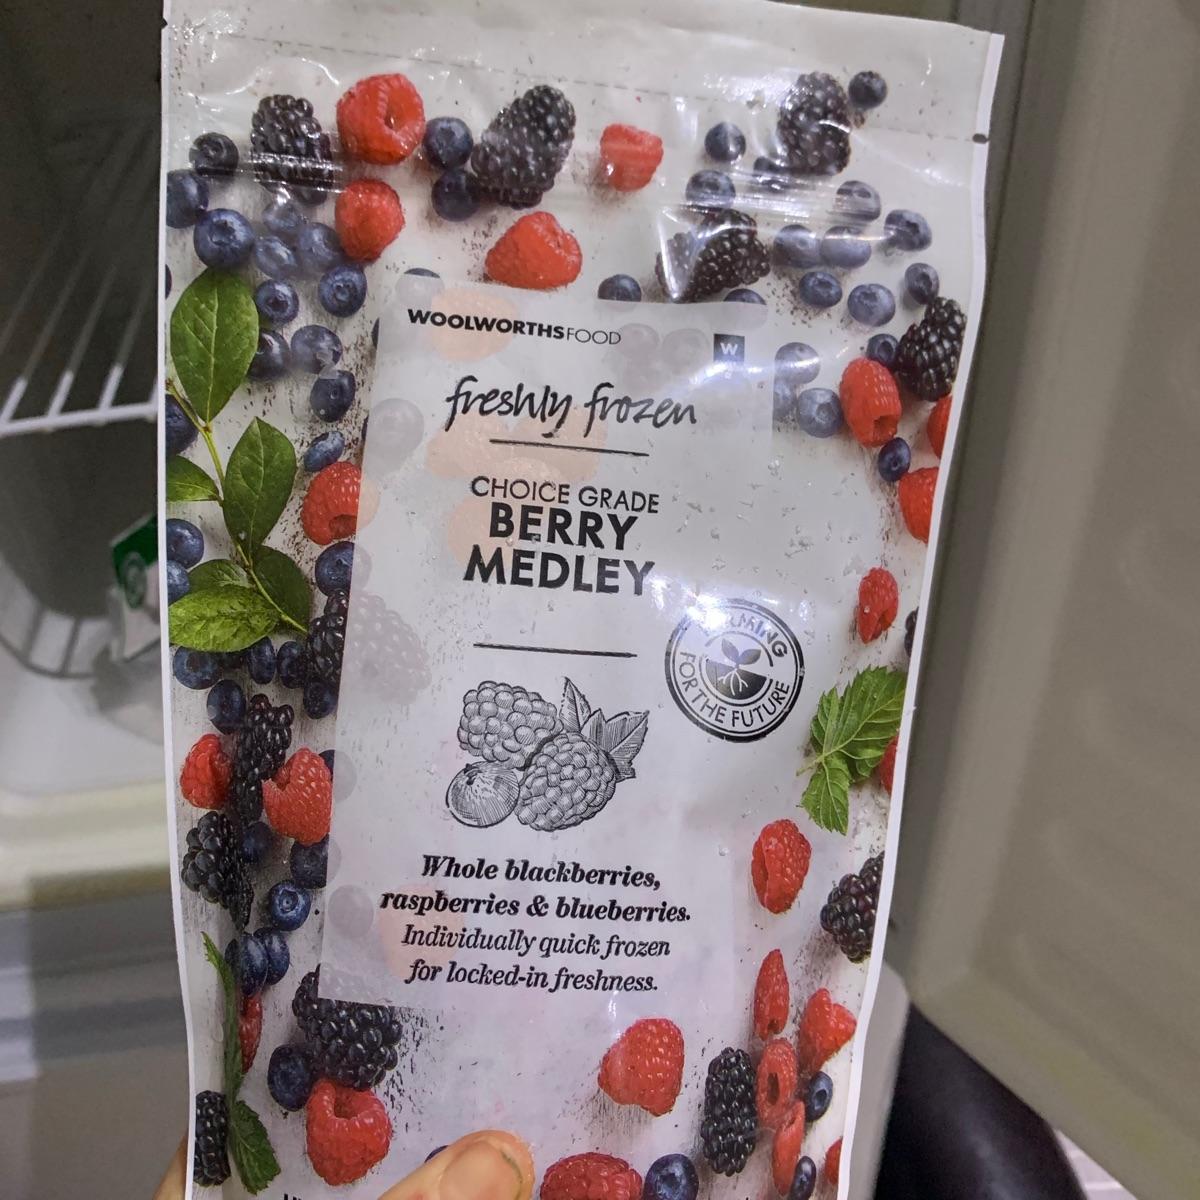 WOOLWORTHSFOOD
W
freshly frozen
CHOICE GRADE
BERRY
MEDLEY
FOR THE FUTURE
Whole blackberries,
raspberries & blueberries.
Individually quick frozen
for locked-in freshness.